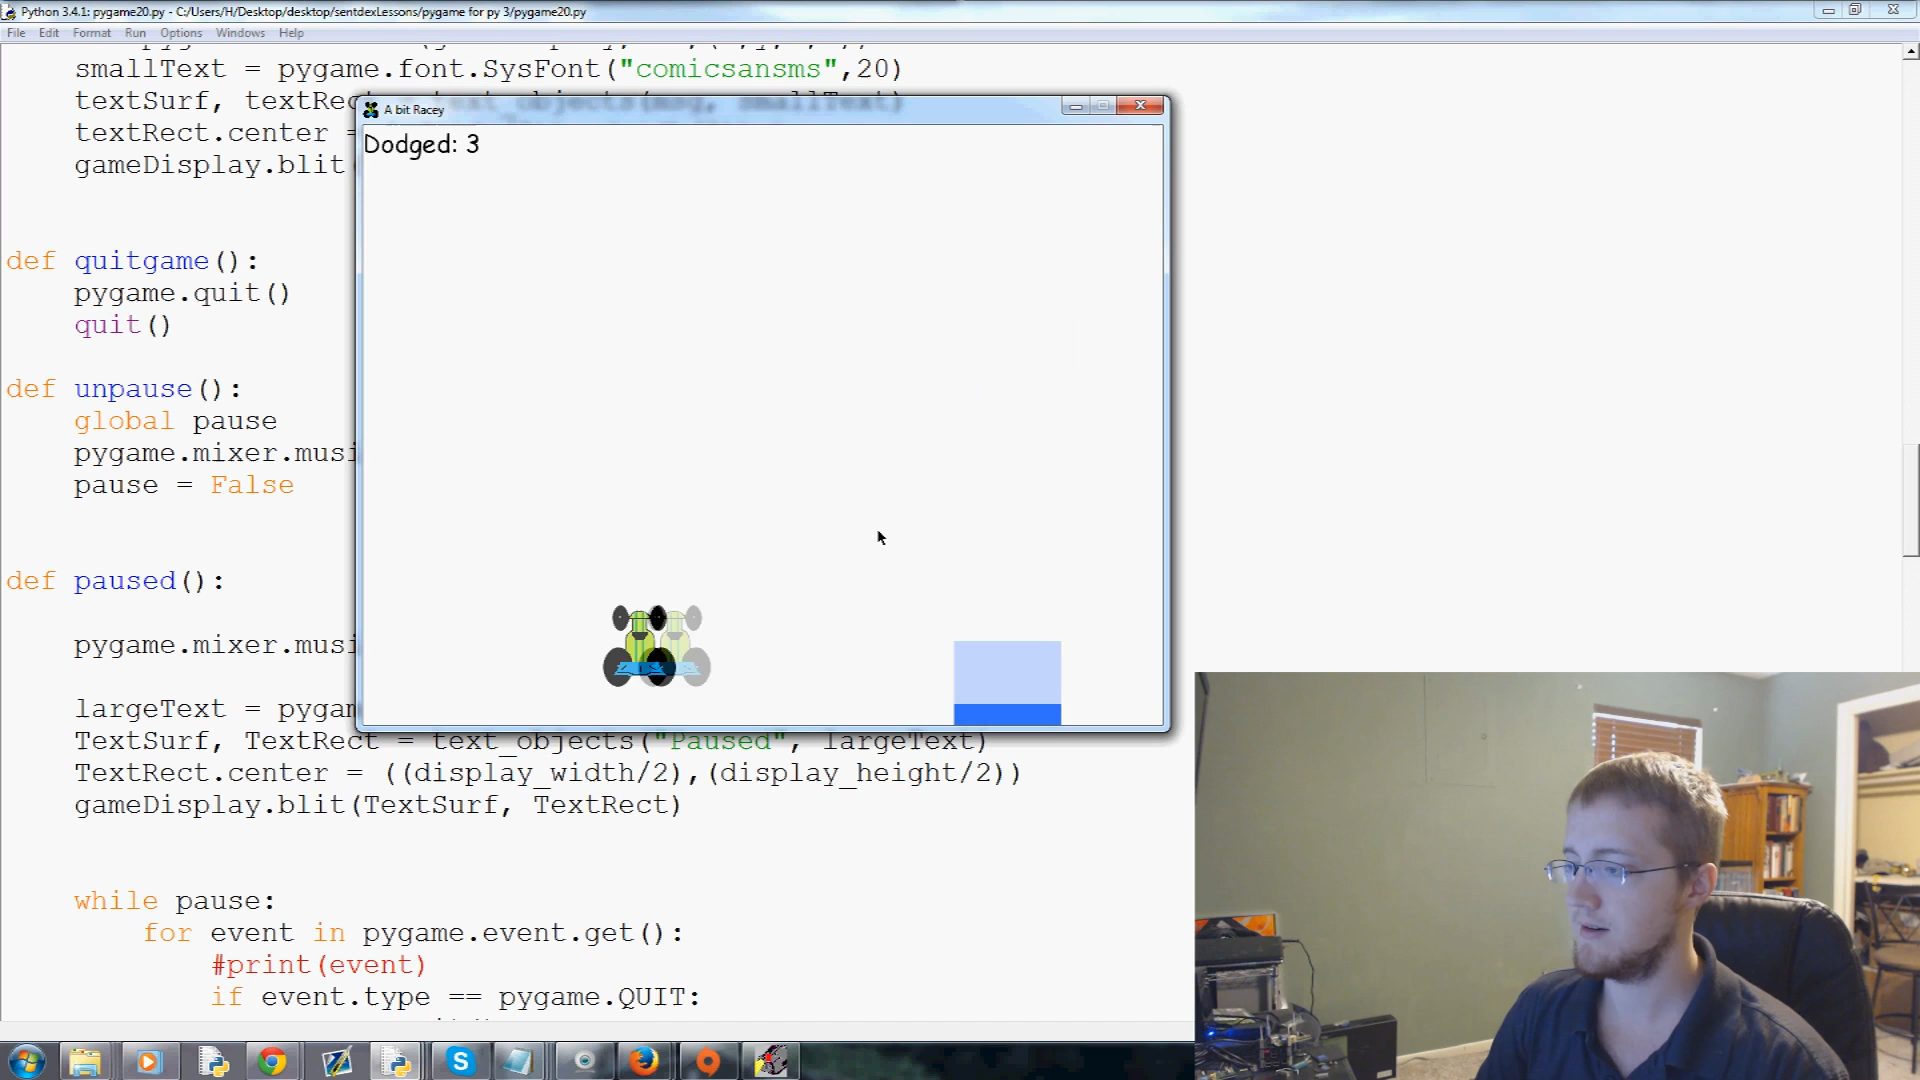 Python 3.4.1: pygame20.py - C:/Users/H/Desktop/desktop/sentdexLessons/pygame for py 3/pygame20.py
File Edit Format Run Options Windows Help
smallText = pygame.font.SysFont("comicsansms",20)
textSurf, textRect = text_objects(msg, smallText)
textRect.center =
gameDisplay.blit
A bit Racey
Dodged: 3
def quitgame():
pygame.quit()
quit()
def unpause():
global pause
pygame.mixer.musi
pause = False
def paused():
pygame.mixer.musi
largeText = pygam
TextSurf, TextRect = text_objects("Paused", largeText)
TextRect.center = ((display_width/2),(display_height/2))
gameDisplay.blit(TextSurf, TextRect)
while pause:
for event in pygame.event.get():
#print(event)
if event.type == pygame.QUIT: